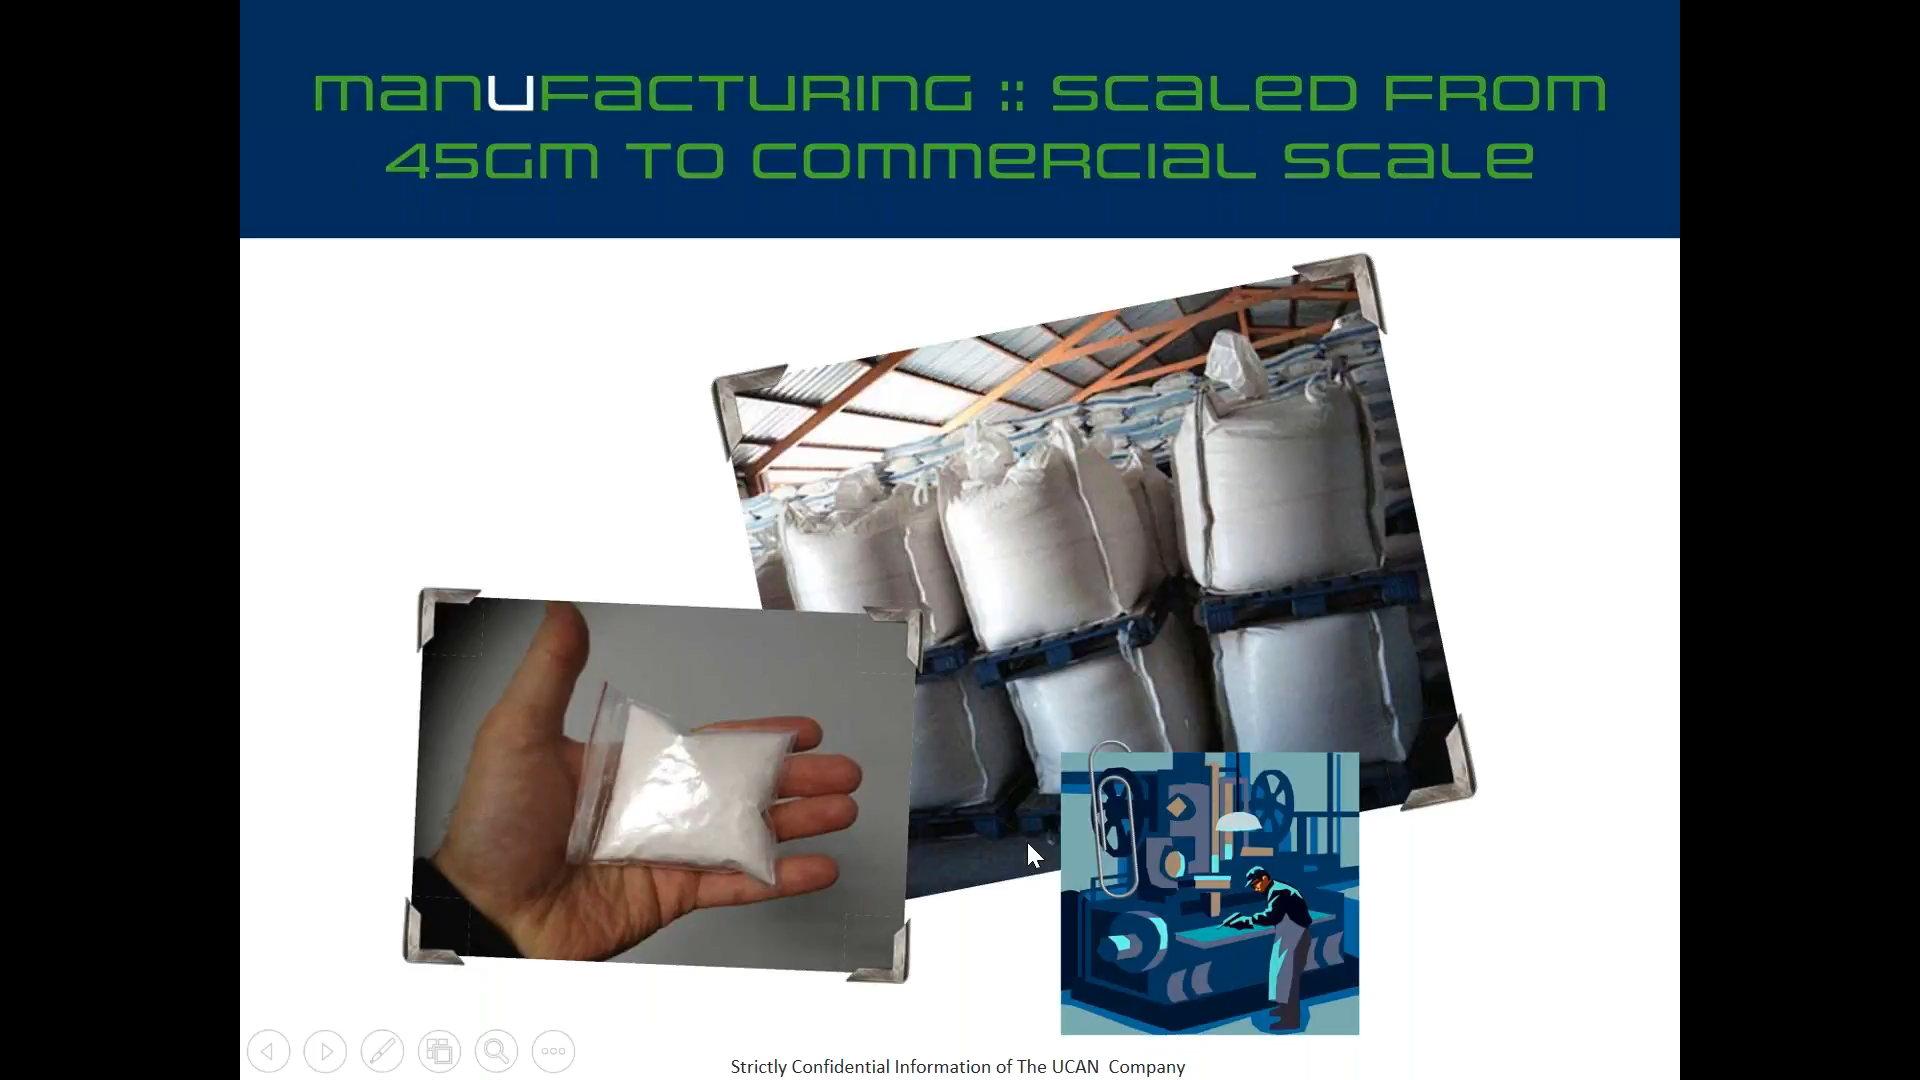 manUFacturing :: scaled from
45gm to commercial scale
Strictly Confidential Information of The UCAN Company